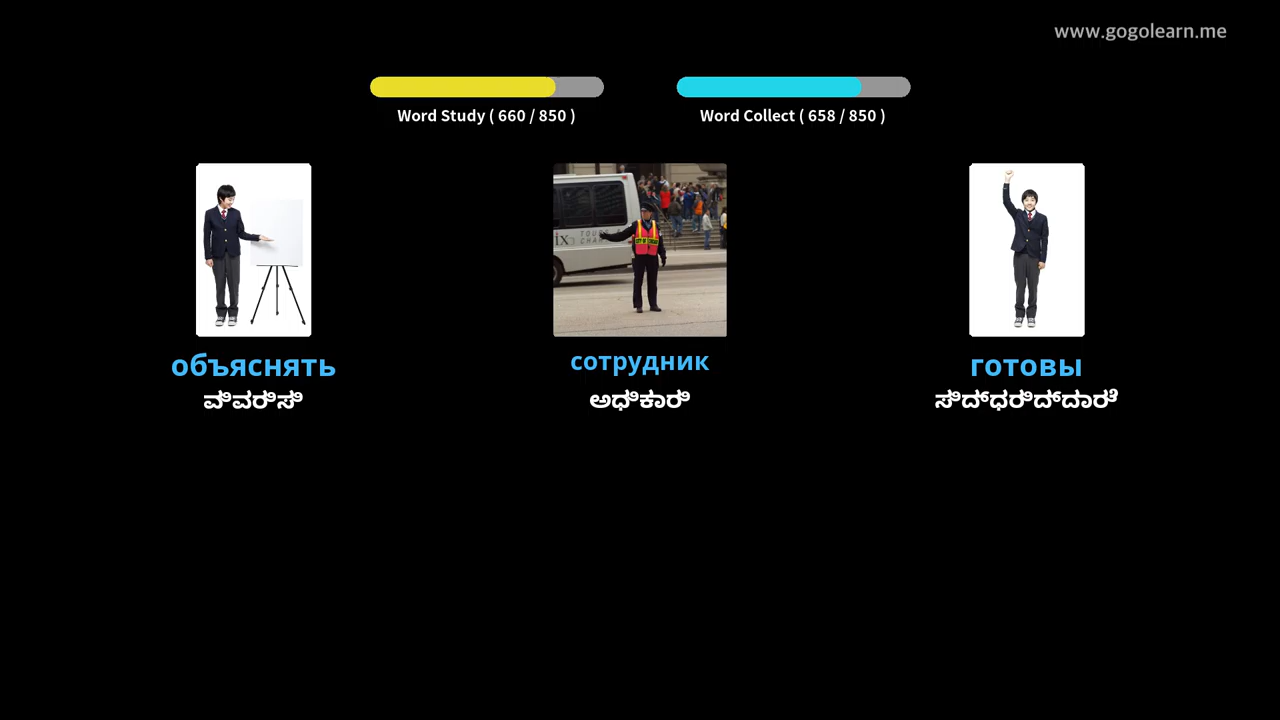 www.gogolearn.me
Word Study ( 660 / 850 )
Word Collect ( 658 / 850 )
объяснять
сотрудник
готовы
ವಿವರಿಸಿ
ಅಧಿಕಾರಿ
ಸಿದ್ಧರಿದ್ದಾರೆ